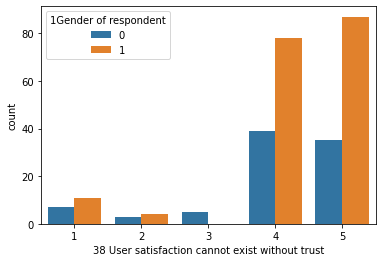 1Gender of respondent
0
1
80
60
40
20
0
count
1 2 3 4 5
38 User satisfaction cannot exist without trust